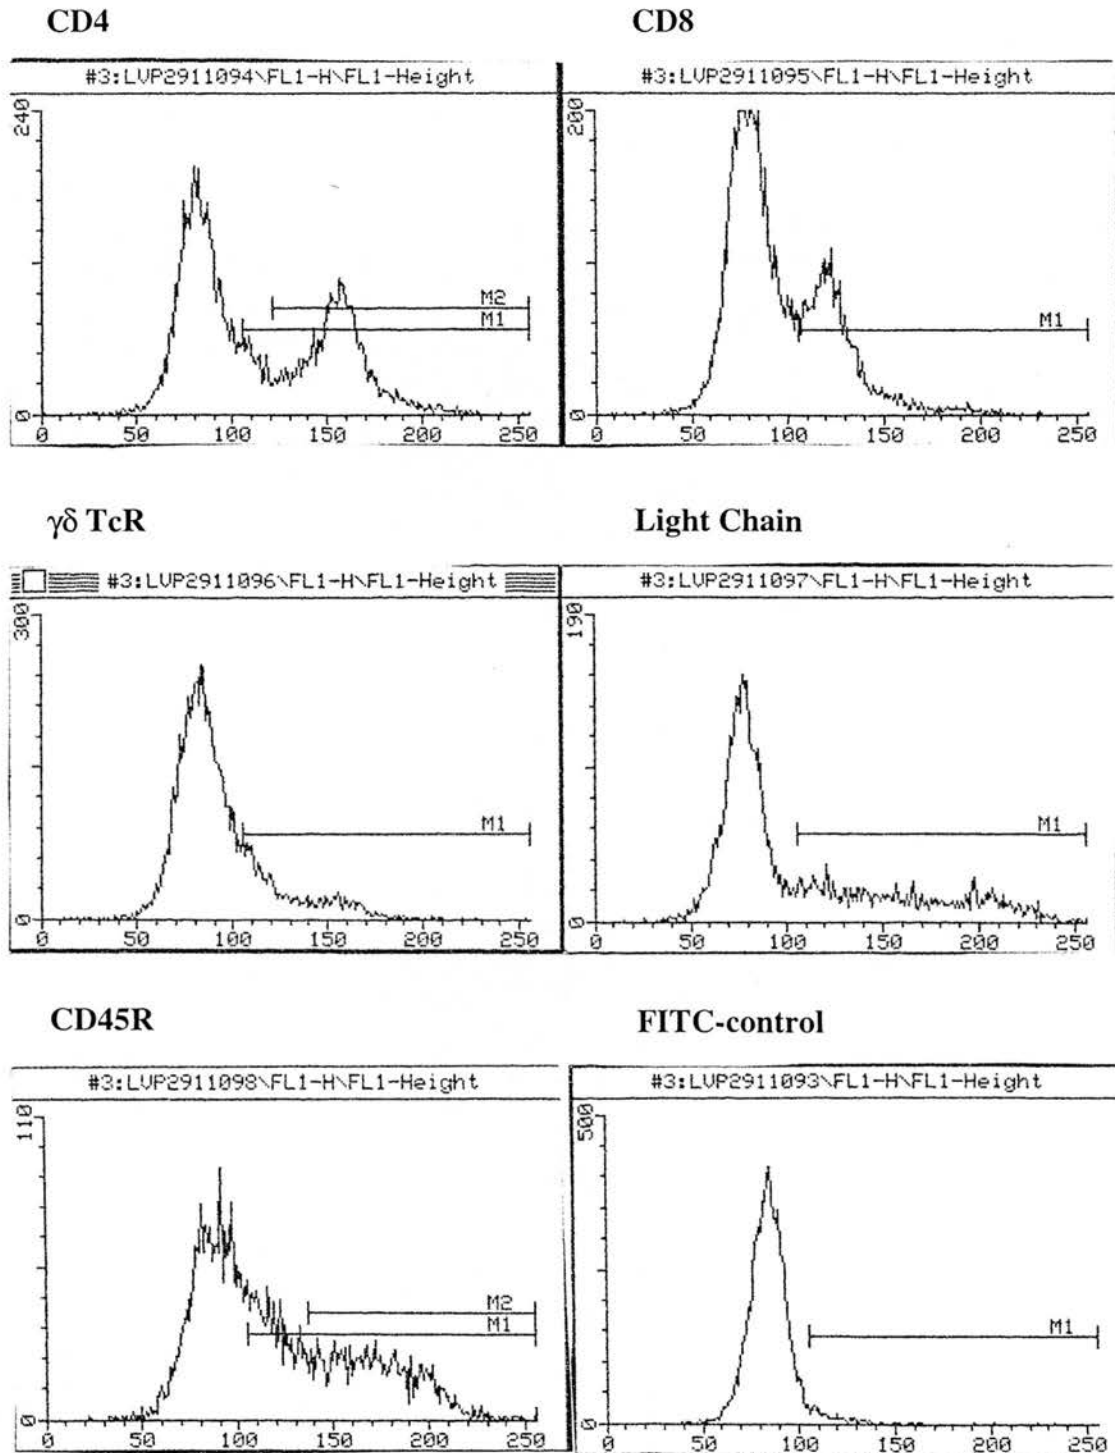 CD4
CD8
#3:LVP2911094\FL1-H\FL1-Height
#3:LVP2911095\FL1-H\FL1-Height
240
M2
M1
0
0 50 100 150 200 250
200
M1
0
0 50 100 150 200 250
γδ TcR
Light Chain
#3:LVP2911096\FL1-H\FL1-Height
#3:LVP2911097\FL1-H\FL1-Height
300
M1
0
0 50 100 150 200 250
190
M1
0
0 50 100 150 200 250
CD45R
FITC-control
#3:LVP2911098\FL1-H\FL1-Height
#3:LVP2911093\FL1-H\FL1-Height
110
M2
M1
0
0 50 100 150 200 250
500
M1
0
0 50 100 150 200 250